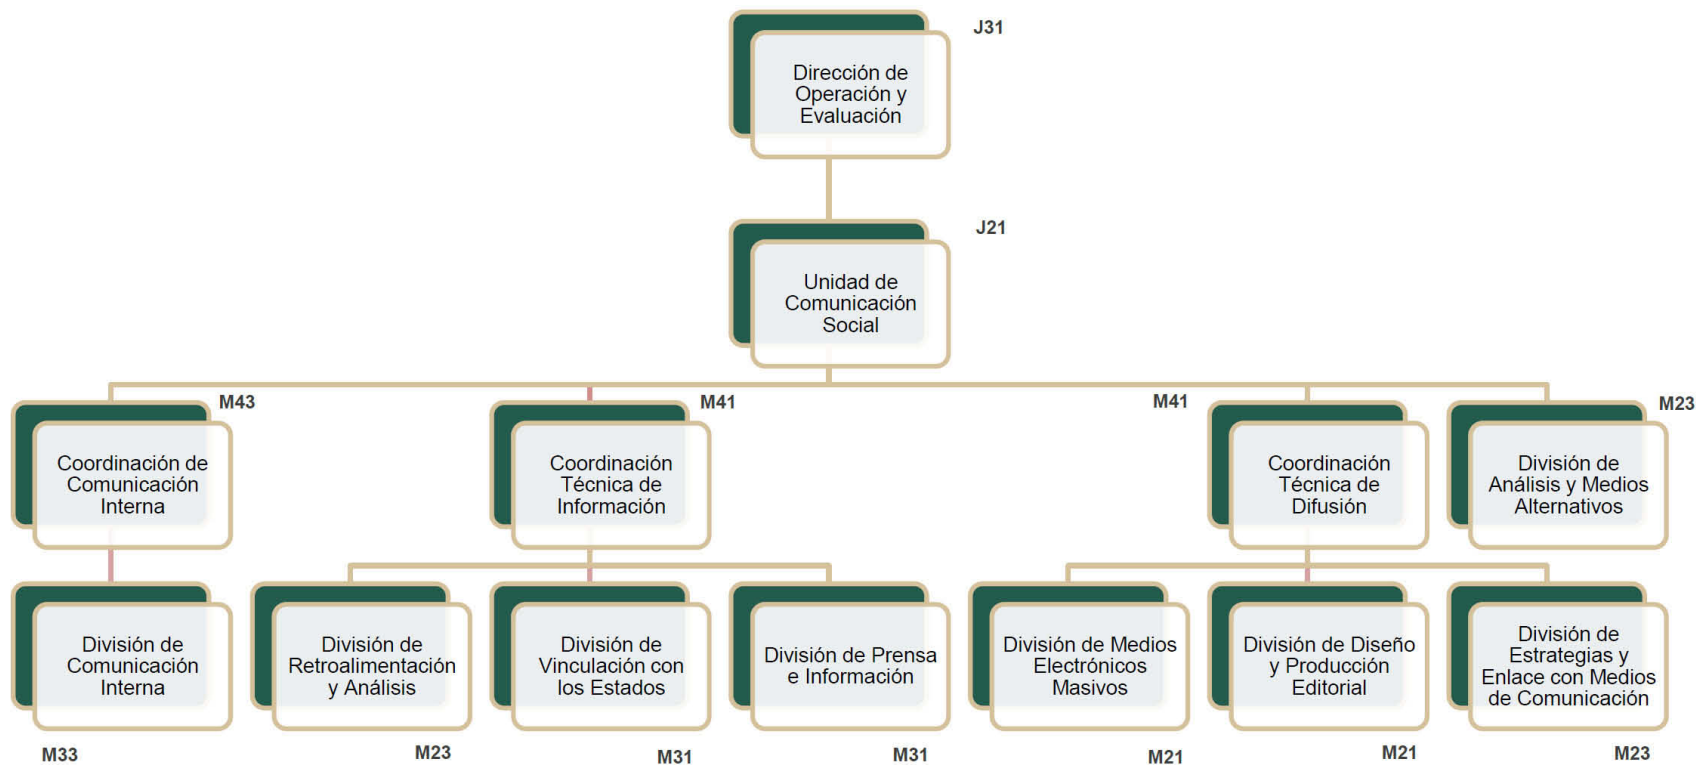 J31
Dirección de
Operación y
Evaluación
J21
Unidad de
Comunicación
Social
M43
Coordinación de
Comunicación
Interna
M41
Coordinación
Técnica de
Información
M41
Coordinación
Técnica de
Difusión
M23
División de
Análisis y Medios
Alternativos
División de
Comunicación
Interna
M33
División de
Retroalimentación
y Análisis
M23
División de
Vinculación con
los Estados
M31
División de Prensa
e Información
M31
División de Medios
Electrónicos
Masivos
M21
División de Diseño
y Producción
Editorial
M21
División de
Estrategias y
Enlace con Medios
de Comunicación
M23